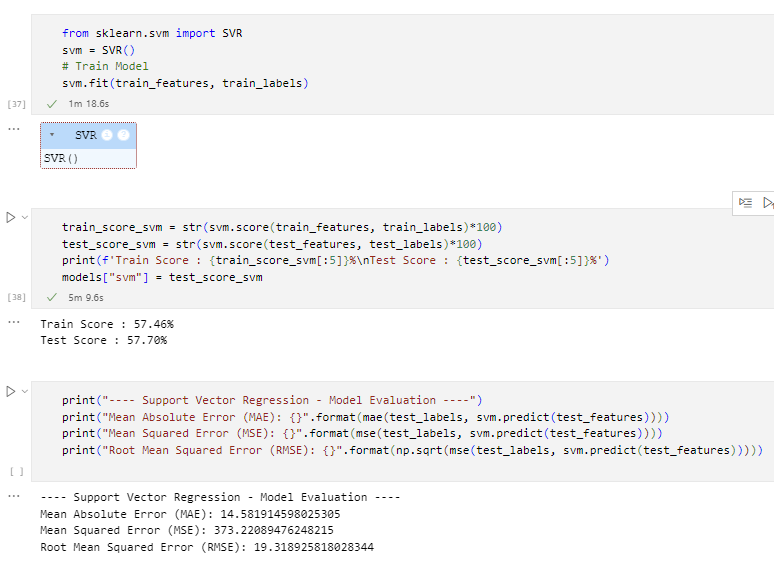 from sklearn.svm import SVR
svm = SVR()
# Train Model
svm.fit(train_features, train_labels)
[37]
1m 18.6s
...
SVR i ?
SVR()
train_score_svm = str(svm.score(train_features, train_labels)*100)
test_score_svm = str(svm.score(test_features, test_labels)*100)
print(f'Train Score : {train_score_svm[:5]}%\nTest Score : {test_score_svm[:5]}%')
models["svm"] = test_score_svm
[38]
5m 9.6s
...
Train Score : 57.46%
Test Score : 57.70%
print("---- Support Vector Regression - Model Evaluation ----")
print("Mean Absolute Error (MAE): {}".format(mae(test_labels, svm.predict(test_features))))
print("Mean Squared Error (MSE): {}".format(mse(test_labels, svm.predict(test_features))))
print("Root Mean Squared Error (RMSE): {}".format(np.sqrt(mse(test_labels, svm.predict(test_features)))))
[ ]
...
---- Support Vector Regression - Model Evaluation ----
Mean Absolute Error (MAE): 14.581914598025305
Mean Squared Error (MSE): 373.22089476248215
Root Mean Squared Error (RMSE): 19.318925818028344